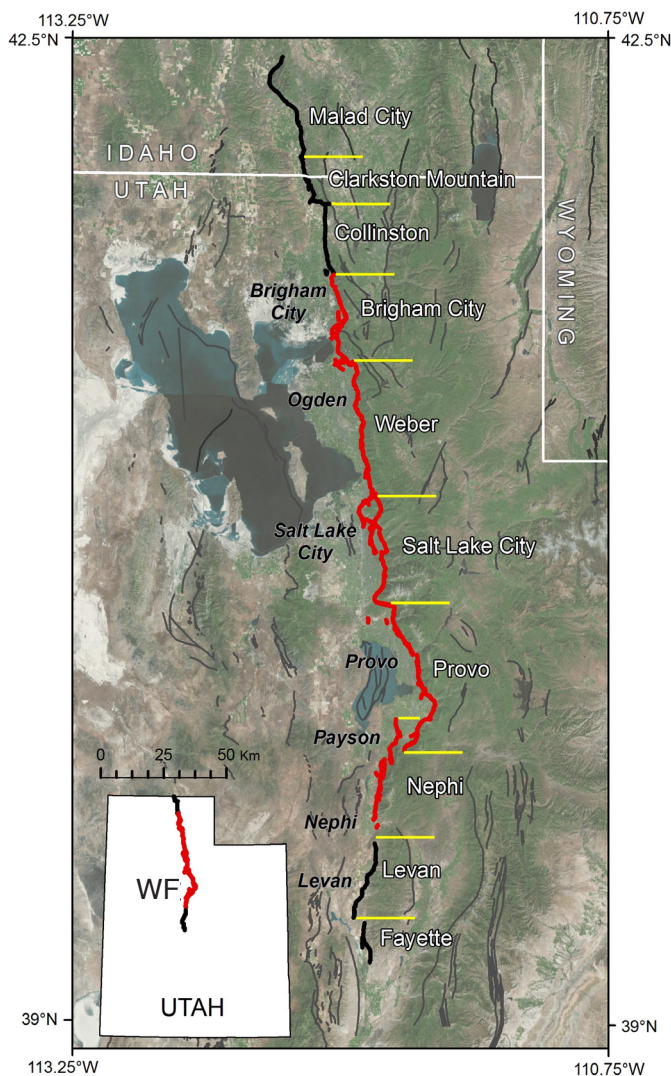 113.25°W
110.75°W
42.5°N
42.5°N
Malad City
IDAHO
UTAH
Clarkston Mountain
Collinston
WYOMING
Brigham
City
Brigham City
Ogden
Weber
Salt Lake
City
Salt Lake City
Provo
Provo
Payson
0 25 50 Km
Nephi
Nephi
Levan
Levan
WF
Fayette
UTAH
39°N
39°N
113.25°W
110.75°W